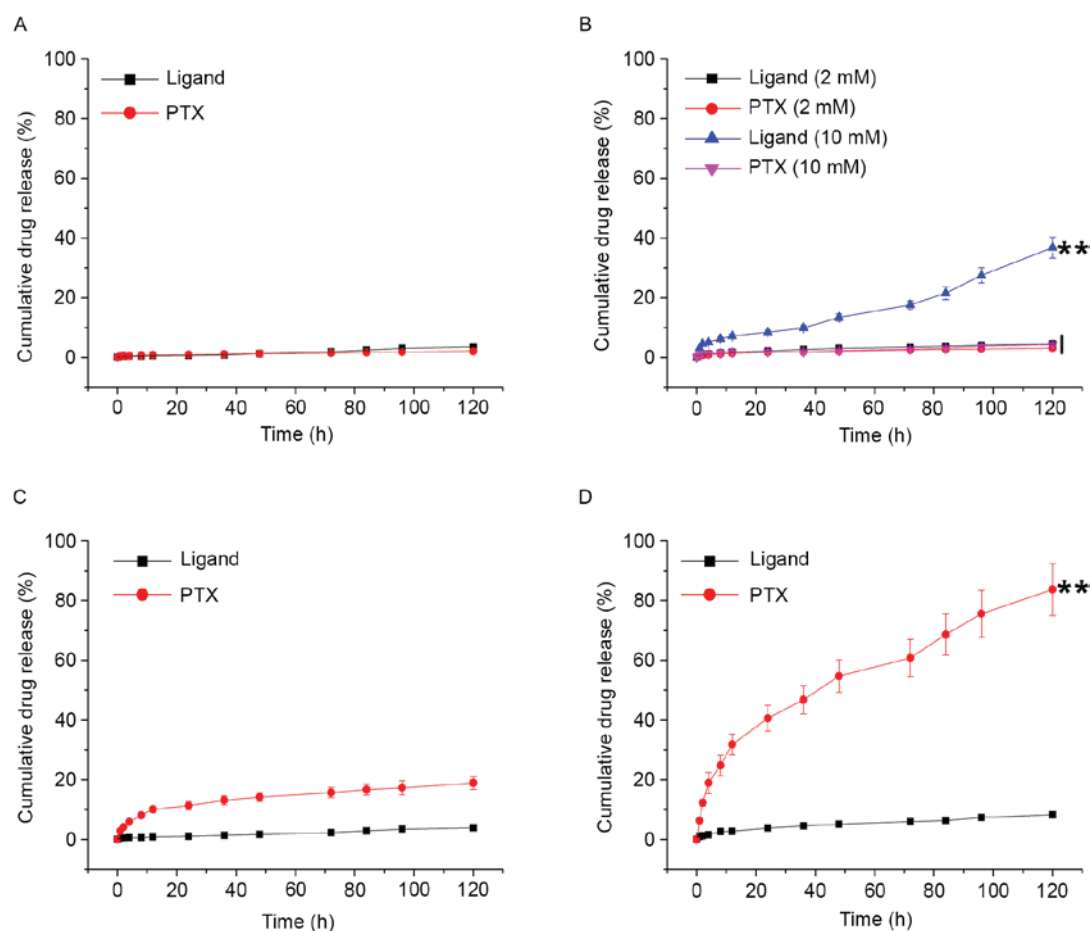 A
Ligand
PTX
Cumulative drug release (%)
100
80
60
40
20
0
0 20 40 60 80 100 120
Time (h)
B
Ligand (2 mM)
PTX (2 mM)
Ligand (10 mM)
PTX (10 mM)
Cumulative drug release (%)
100
80
60
40
20
0
**
0 20 40 60 80 100 120
Time (h)
C
Ligand
PTX
Cumulative drug release (%)
100
80
60
40
20
0
0 20 40 60 80 100 120
Time (h)
D
Ligand
PTX
Cumulative drug release (%)
100
80
60
40
20
0
**
0 20 40 60 80 100 120
Time (h)